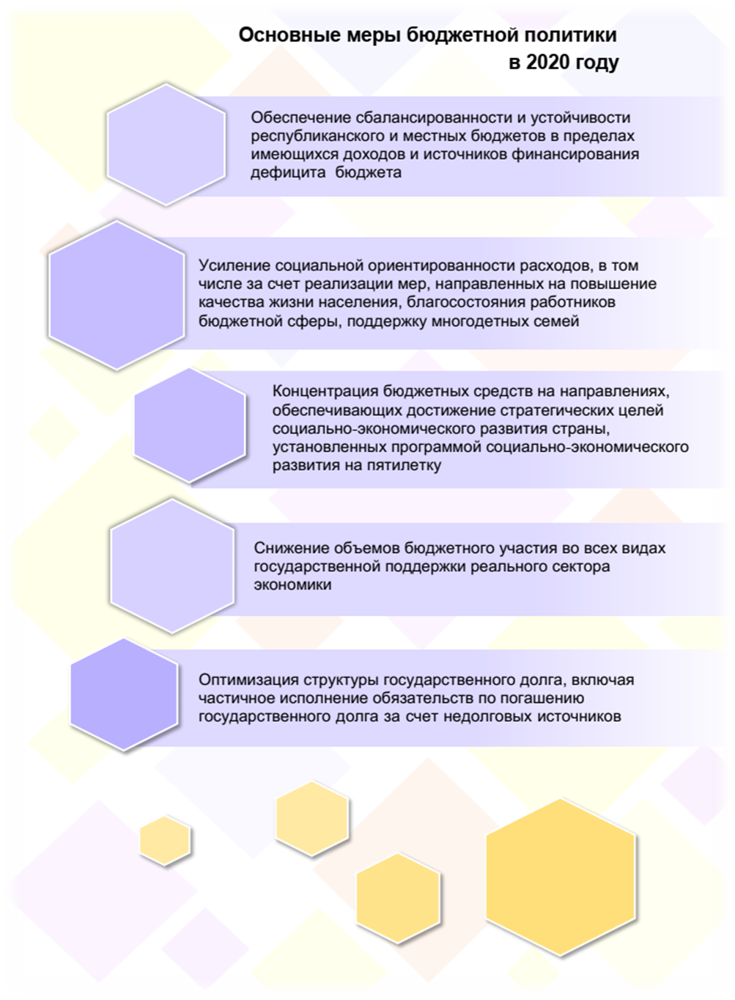 Основные меры бюджетной политики
в 2020 году
Обеспечение сбалансированности и устойчивости
республиканского и местных бюджетов в пределах
имеющихся доходов и источников финансирования
дефицита бюджета
Усиление социальной ориентированности расходов, в том
числе за счет реализации мер, направленных на повышение
качества жизни населения, благосостояния работников
бюджетной сферы, поддержку многодетных семей
Концентрация бюджетных средств на направлениях,
обеспечивающих достижение стратегических целей
социально-экономического развития страны,
установленных программой социально-экономического
развития на пятилетку
Снижение объемов бюджетного участия во всех видах
государственной поддержки реального сектора
экономики
Оптимизация структуры государственного долга, включая
частичное исполнение обязательств по погашению
государственного долга за счет недолговых источников